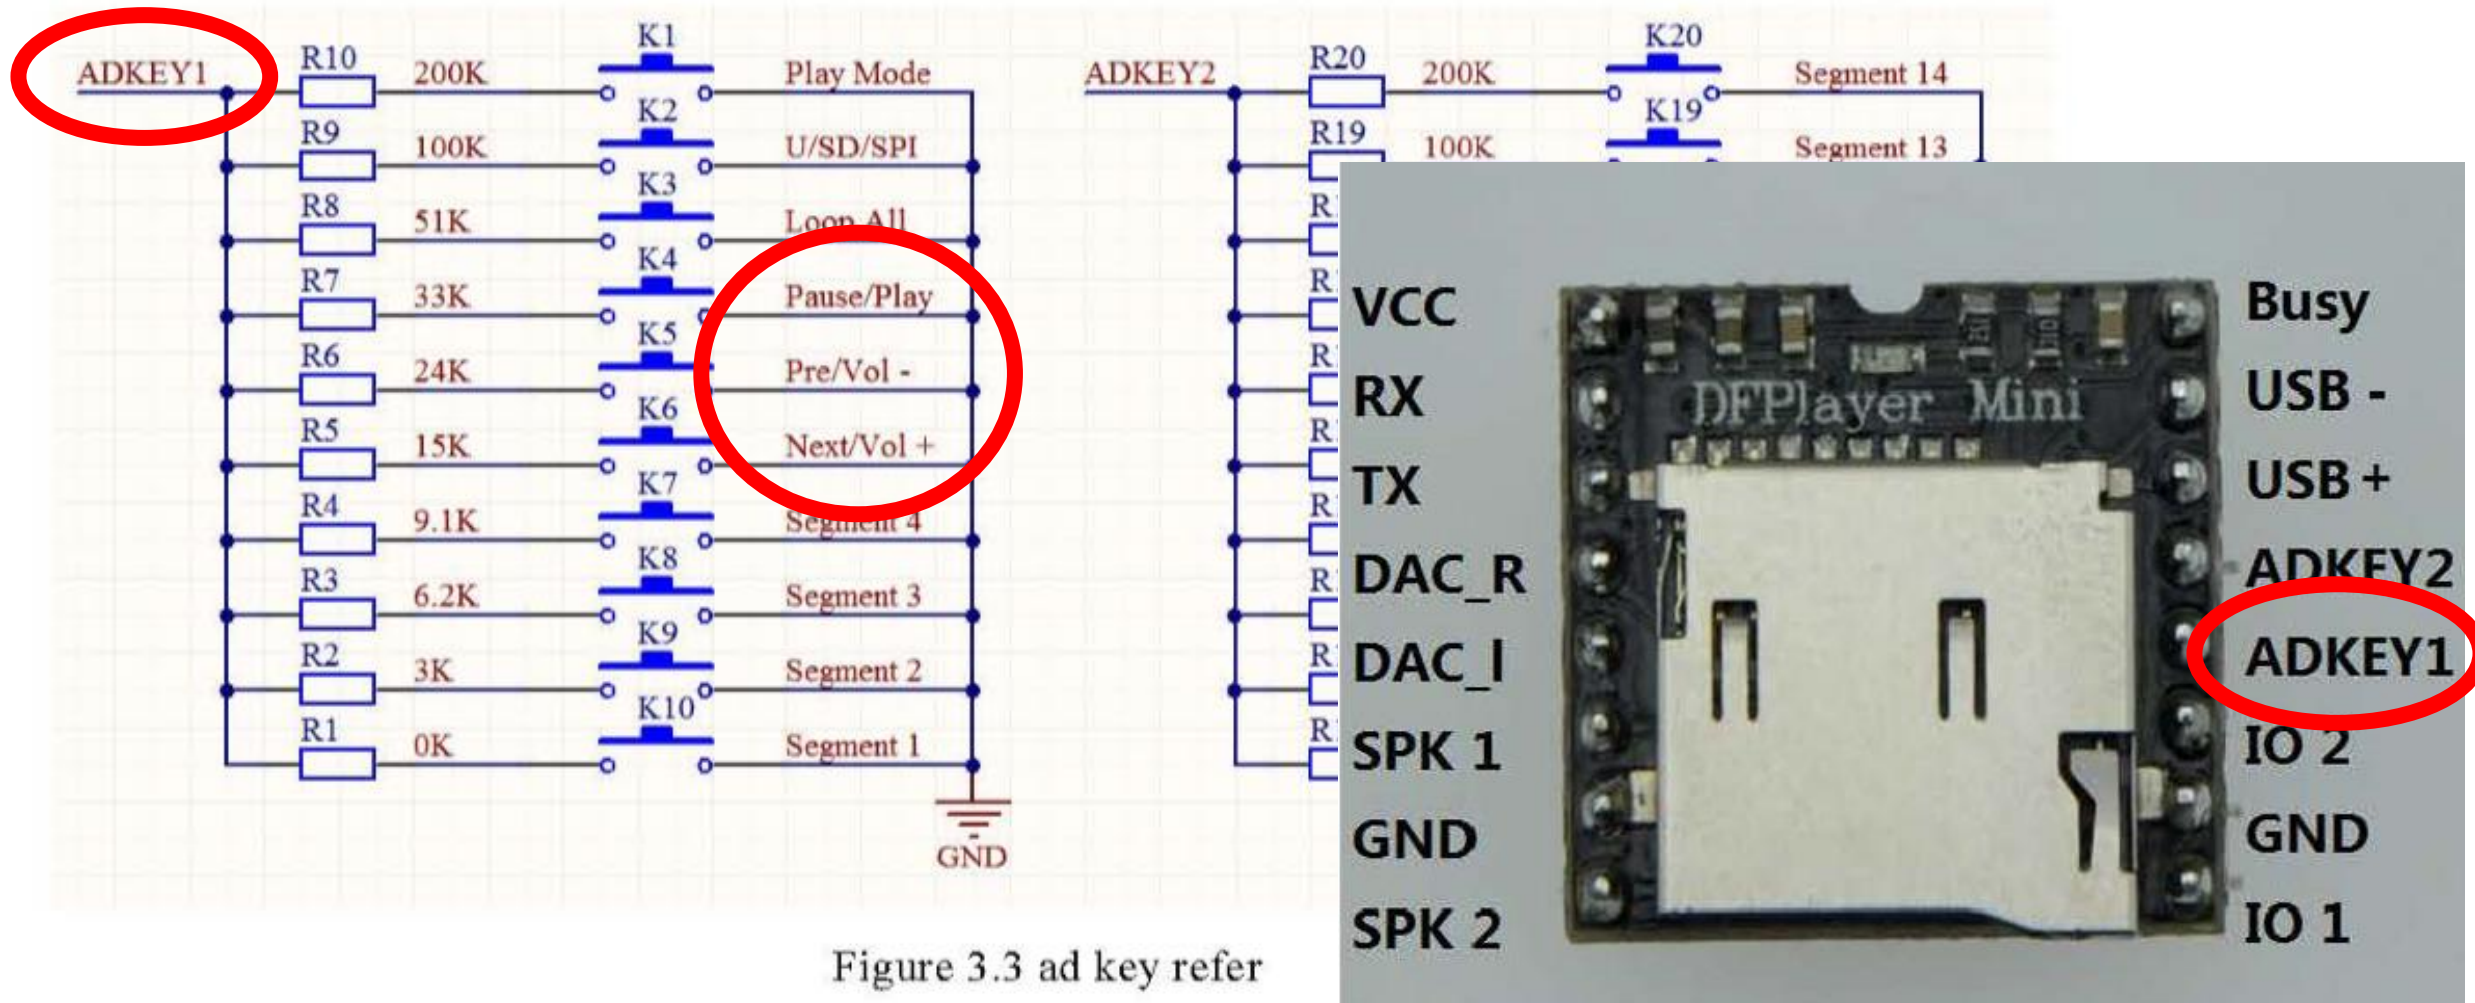 ADKEY1
R10 200K K1 Play Mode
R9 100K K2 U/SD/SPI
R8 51K K3 Loop All
R7 33K K4 Pause/Play
R6 24K K5 Pre/Vol -
R5 15K K6 Next/Vol +
R4 9.1K K7 Segment 4
R3 6.2K K8 Segment 3
R2 3K K9 Segment 2
R1 0K K10 Segment 1
GND
ADKEY2
R20 200K K20 Segment 14
R19 100K K19 Segment 13
Figure 3.3 ad key refer
VCC
RX
TX
DAC_R
DAC_I
SPK 1
GND
SPK 2
DFPlayer Mini
Busy
USB -
USB +
ADKEY2
ADKEY1
IO 2
GND
IO 1